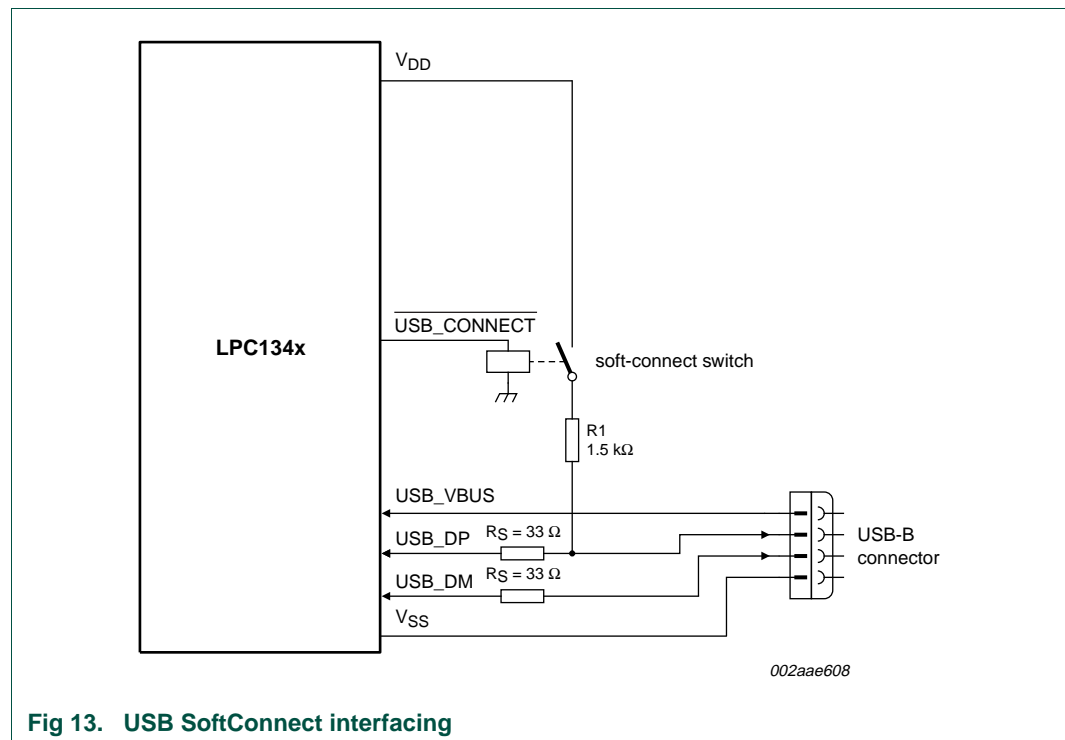 VDD
USB_CONNECT
LPC134x
soft-connect switch
R1
1.5 kΩ
USB_VBUS
USB_DP
RS = 33 Ω
USB-B
connector
USB_DM
RS = 33 Ω
VSS
002aae608
Fig 13. USB SoftConnect interfacing